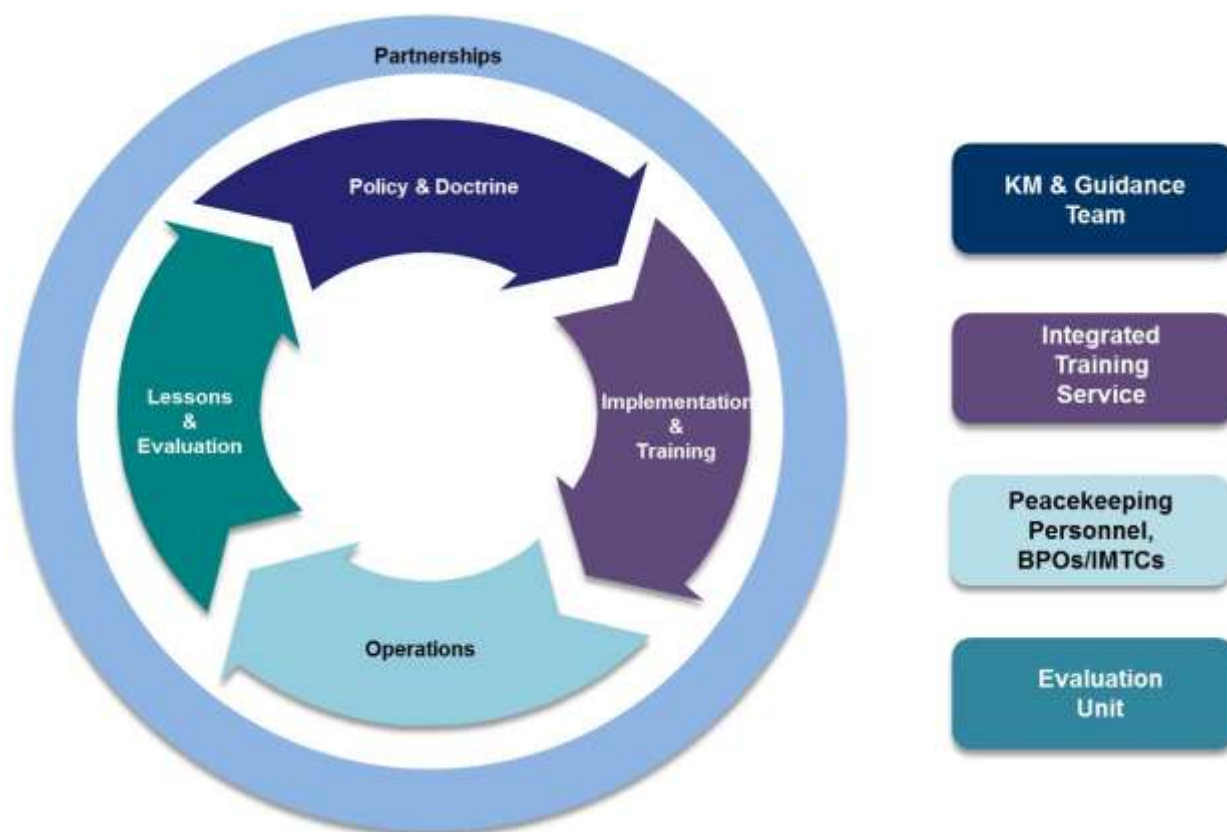 Partnerships
Policy & Doctrine
Implementation
&
Training
Operations
Lessons
&
Evaluation
KM & Guidance
Team
Integrated
Training
Service
Peacekeeping
Personnel,
BPOs/IMTCs
Evaluation
Unit